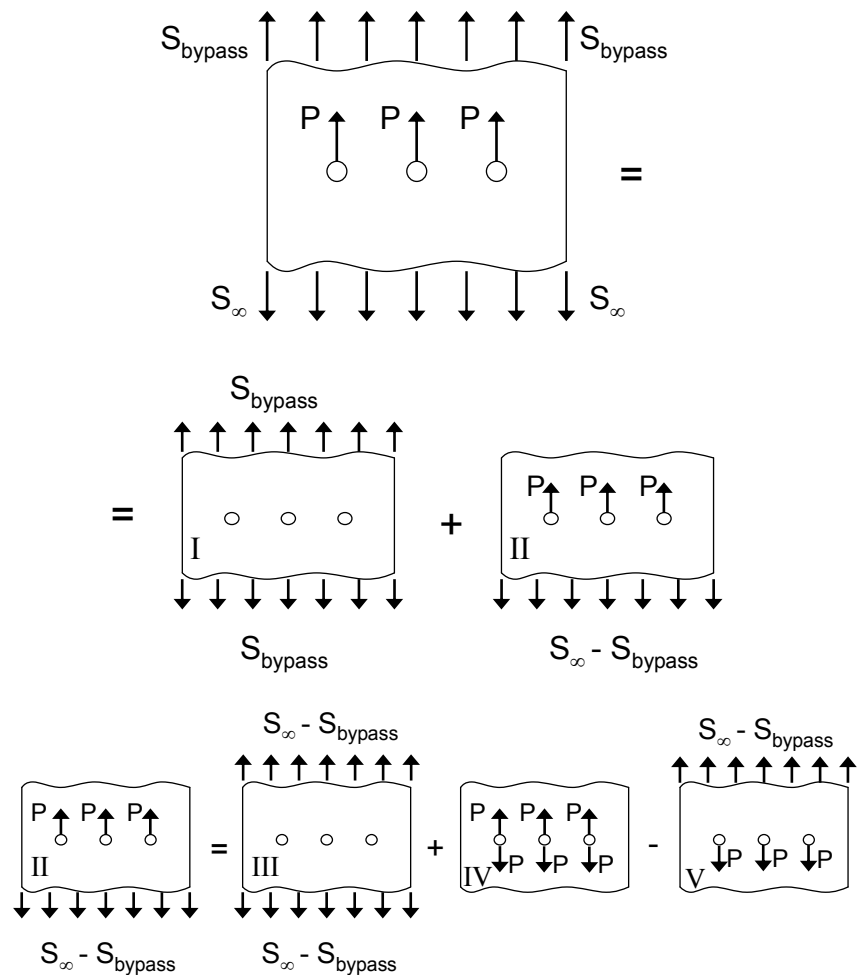 S_bypass S_bypass
P P P
=
S_∞ S_∞
S_bypass
= I + P P P II
S_bypass S_∞ - S_bypass
S_∞ - S_bypass S_∞ - S_bypass
P P P P P P
II = III + IV P P P - V P P P
S_∞ - S_bypass S_∞ - S_bypass